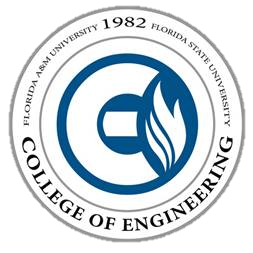 FLORIDA A&M UNIVERSITY 1982 FLORIDA STATE UNIVERSITY
COLLEGE OF ENGINEERING